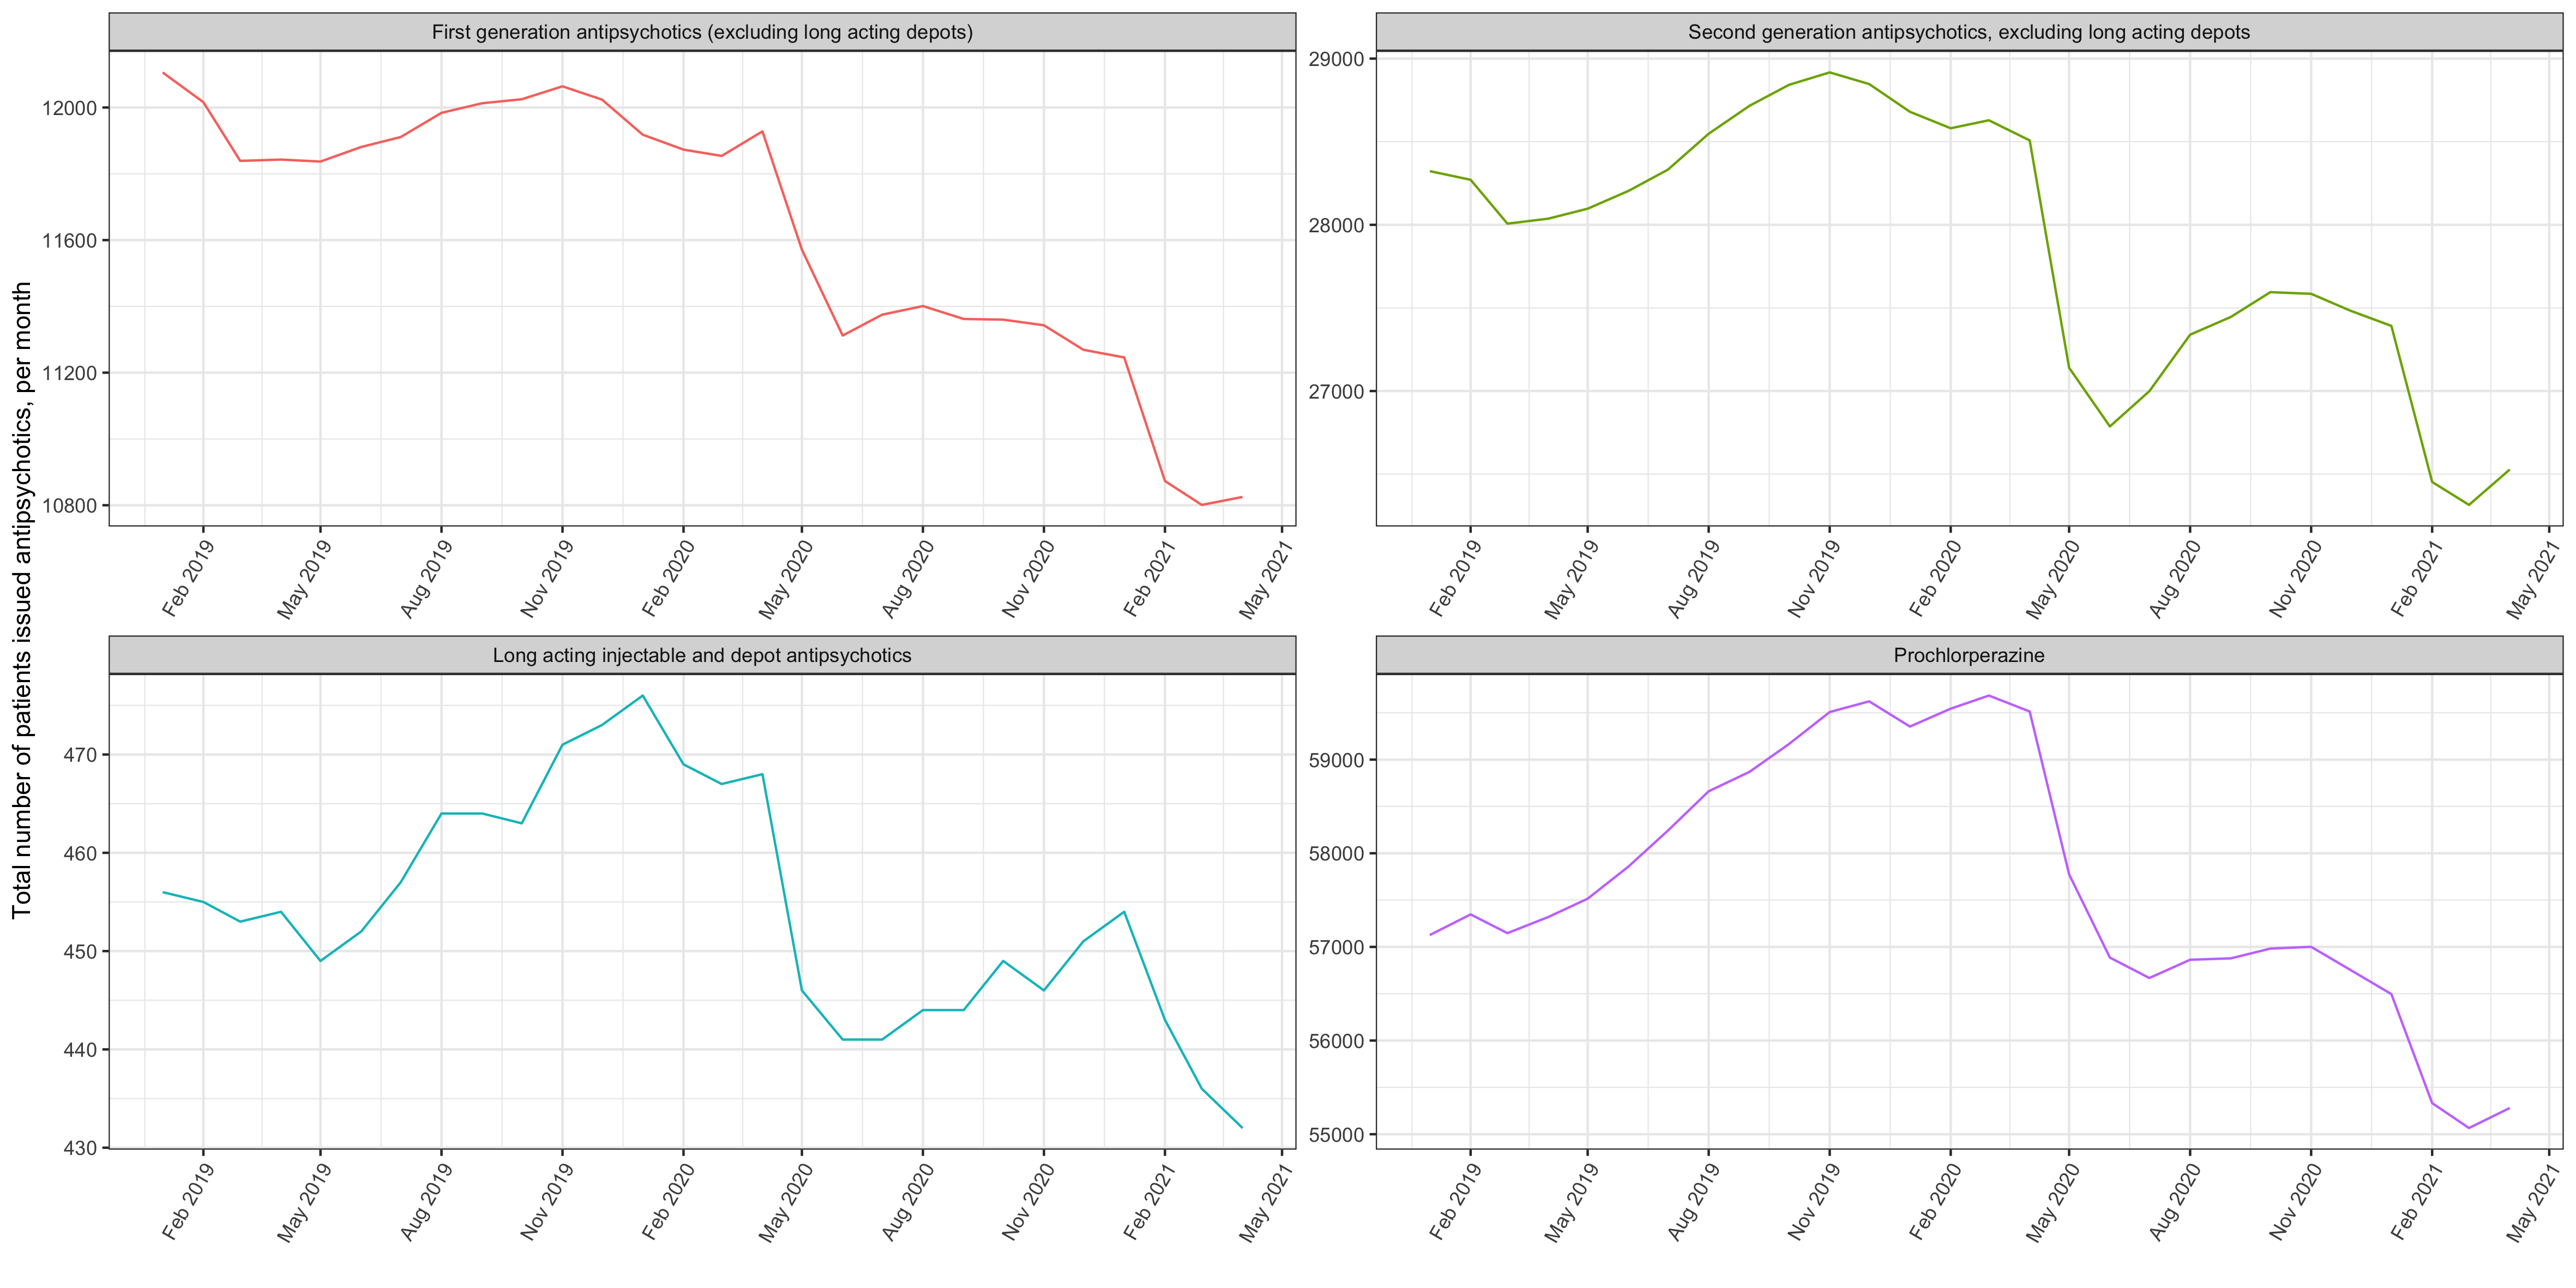 Total number of patients issued antipsychotics, per month
First generation antipsychotics (excluding long acting depots)
12000
11600
11200
10800
Feb 2019
May 2019
Aug 2019
Nov 2019
Feb 2020
May 2020
Aug 2020
Nov 2020
Feb 2021
May 2021
Second generation antipsychotics, excluding long acting depots
29000
28000
27000
Feb 2019
May 2019
Aug 2019
Nov 2019
Feb 2020
May 2020
Aug 2020
Nov 2020
Feb 2021
May 2021
Long acting injectable and depot antipsychotics
470
460
450
440
430
Feb 2019
May 2019
Aug 2019
Nov 2019
Feb 2020
May 2020
Aug 2020
Nov 2020
Feb 2021
May 2021
Prochlorperazine
59000
58000
57000
56000
55000
Feb 2019
May 2019
Aug 2019
Nov 2019
Feb 2020
May 2020
Aug 2020
Nov 2020
Feb 2021
May 2021